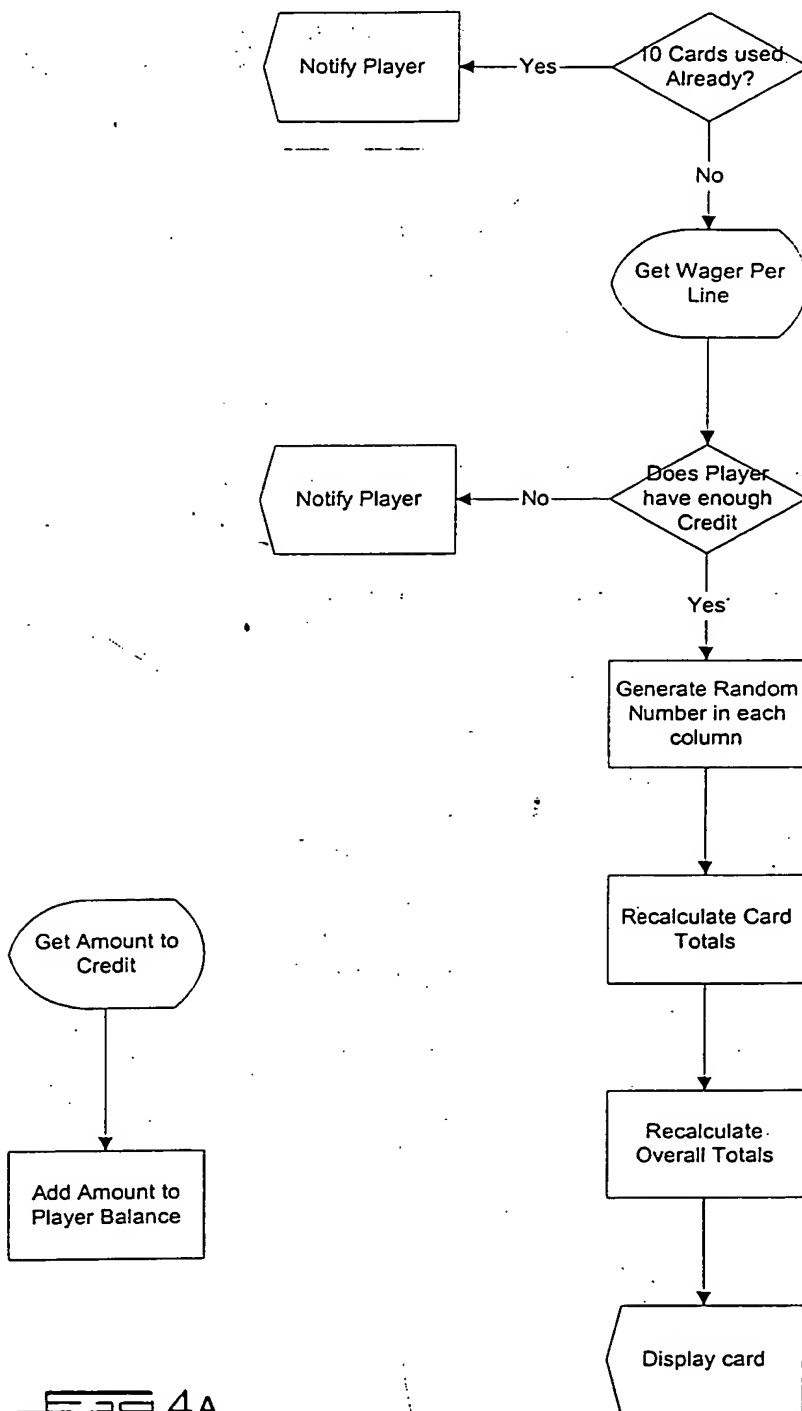 Notify Player
Yes
10 Cards used
Already?
No
Get Wager Per
Line
Notify Player
No
Does Player
have enough
Credit
Yes
Generate Random
Number in each
column
Recalculate Card
Totals
Get Amount to
Credit
Recalculate
Overall Totals
Add Amount to
Player Balance
Display card
4A